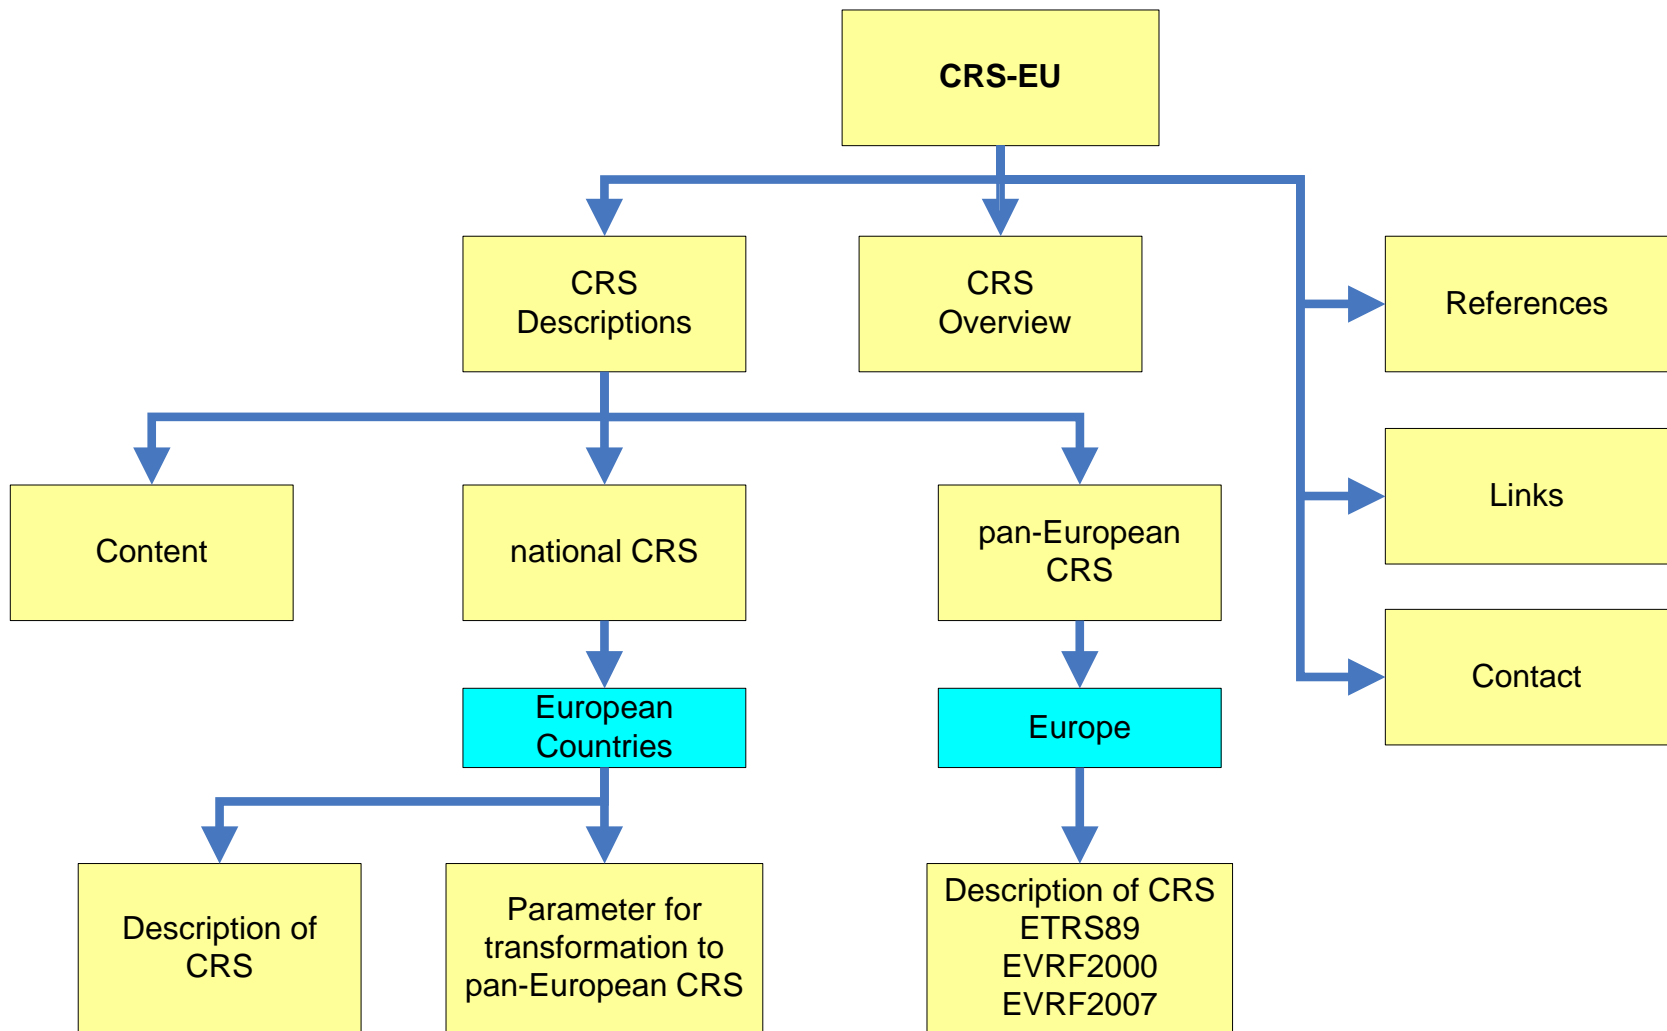 CRS-EU
CRS
Descriptions
CRS
Overview
References
Links
Contact
Content
national CRS
pan-European
CRS
European
Countries
Europe
Description of
CRS
Parameter for
transformation to
pan-European CRS
Description of CRS
ETRS89
EVRF2000
EVRF2007